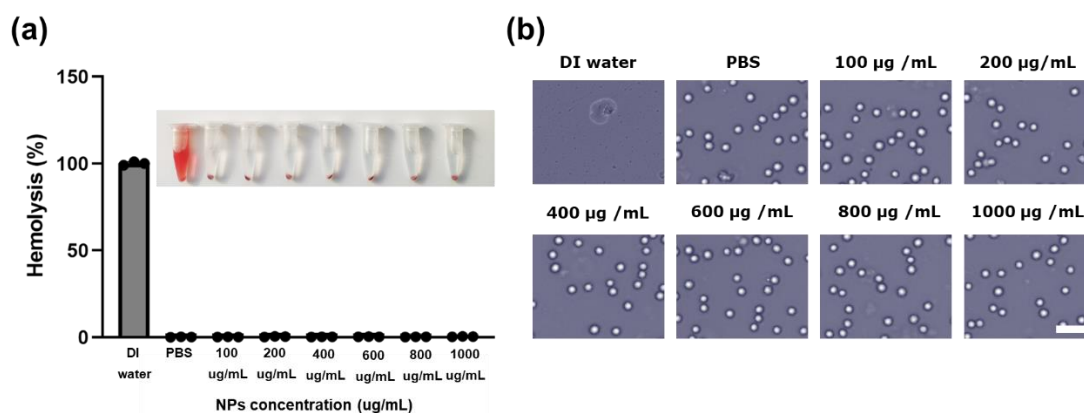 (a)
150
100
50
0
Hemolysis (%)
DI water
PBS
100 ug/mL
200 ug/mL
400 ug/mL
600 ug/mL
800 ug/mL
1000 ug/mL
NPs concentration (ug/mL)
(b)
DI water
PBS
100 µg /mL
200 µg/mL
400 µg /mL
600 µg /mL
800 µg /mL
1000 µg /mL